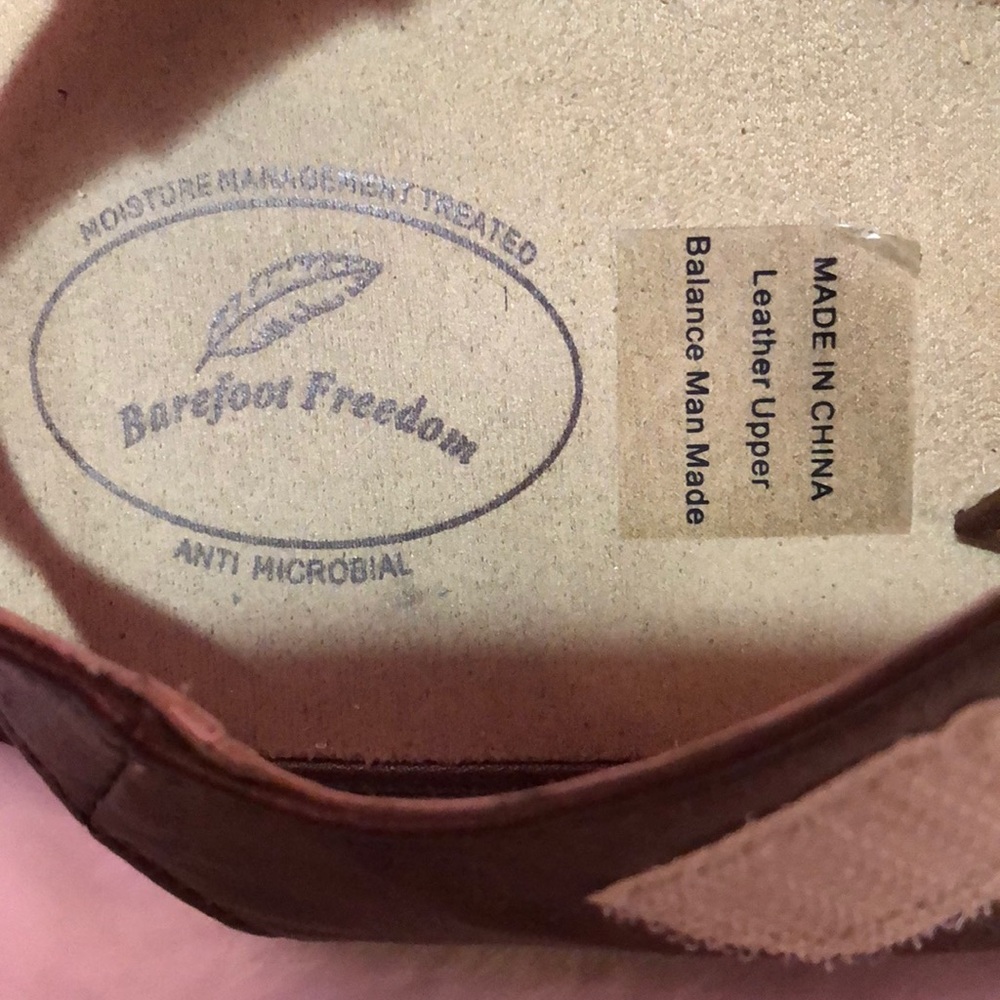 MOISTURE MANAGEMENT TREATED
Barefoot Freedom
ANTI MICROBIAL
MADE IN CHINA
Leather Upper
Balance Man Made